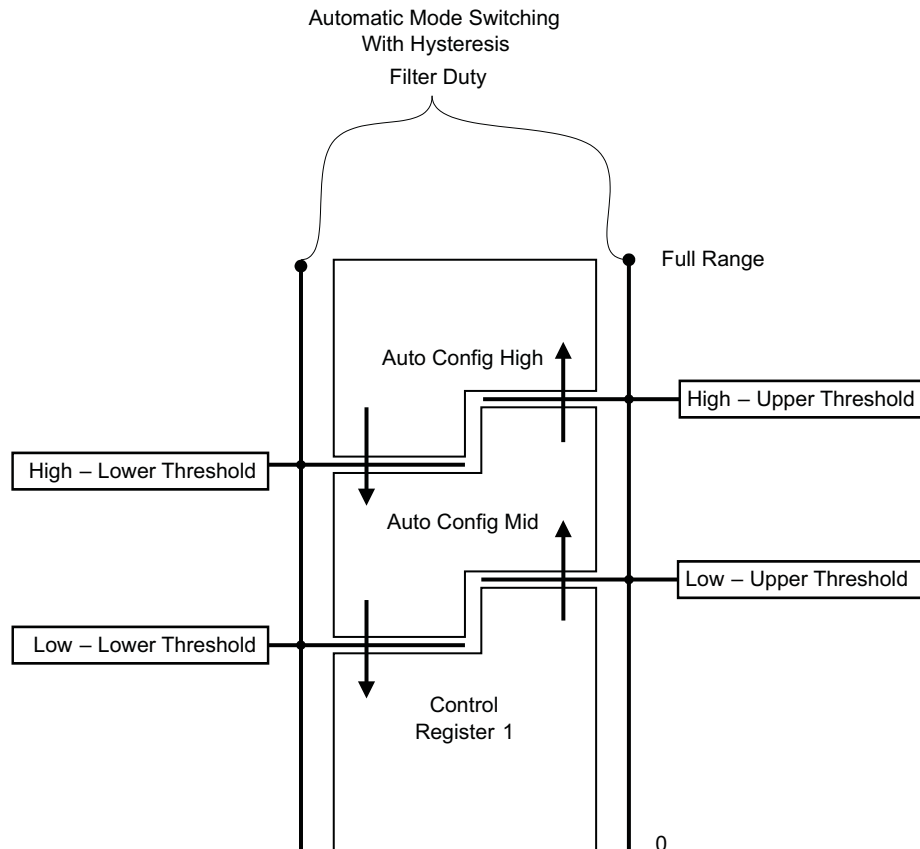 Automatic Mode Switching
With Hysteresis
Filter Duty
Full Range
Auto Config High
High – Upper Threshold
High – Lower Threshold
Auto Config Mid
Low – Upper Threshold
Low – Lower Threshold
Control
Register 1
0